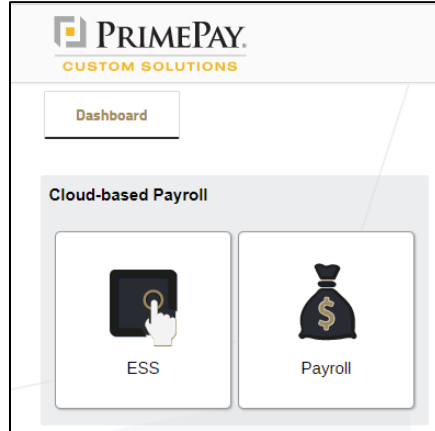 PRIMEPAY.
CUSTOM SOLUTIONS
Dashboard
Cloud-based Payroll
$
ESS
Payroll